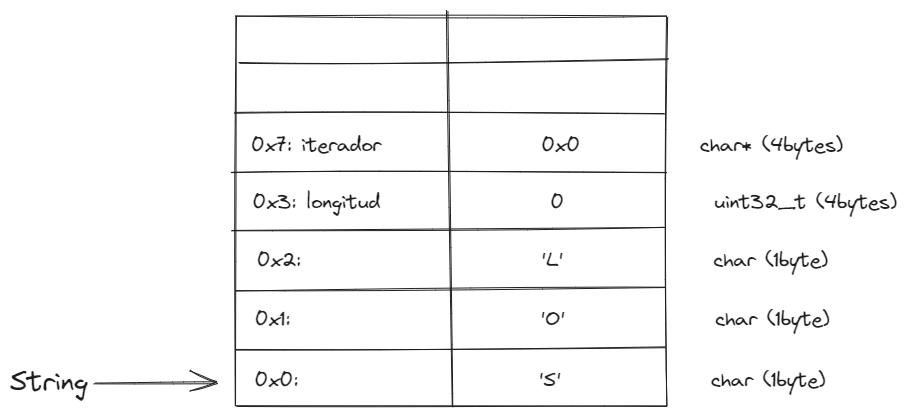 0x7: iterador 0x0 char* (4bytes)
0x3: longitud 0 uint32_t (4bytes)
0x2: 'L' char (1byte)
0x1: 'O' char (1byte)
String 0x0: 'S' char (1byte)